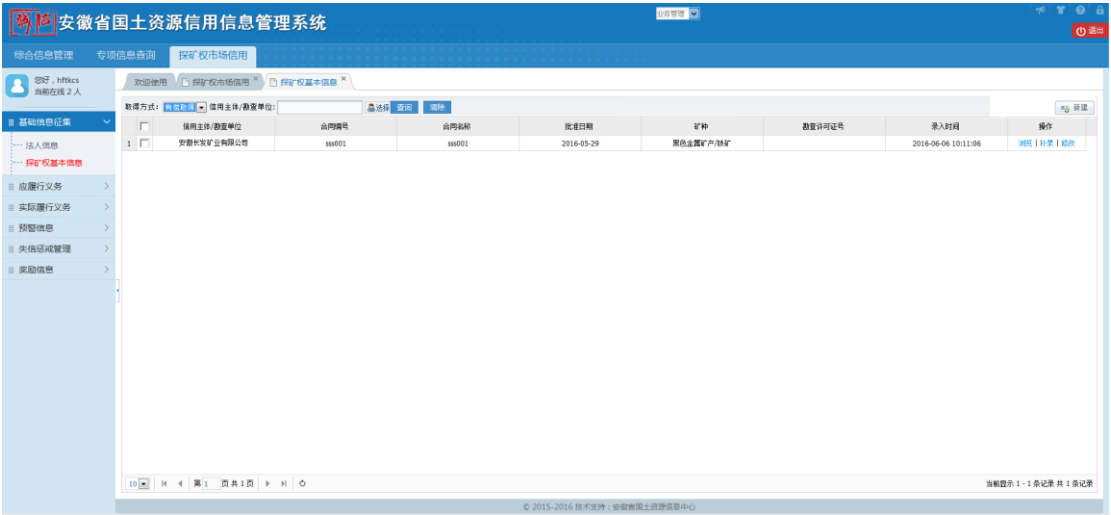 诚信 安徽省国土资源信用信息管理系统
业务管理
退出
综合信息管理 专项信息查询 探矿权市场信用
您好，hftkcs
当前在线 2 人
欢迎使用 探矿权市场信用 × 探矿权基本信息 ×
取得方式： 有偿取得 信用主体/勘查单位： 选择 查询 清除 新建
基础信息征集
法人信息
探矿权基本信息
应履行义务
实际履行义务
预警信息
失信惩戒管理
奖励信息
信用主体/勘查单位 合同编号 合同名称 批准日期 矿种 勘查许可证号 录入时间 操作
1 安徽长发矿业有限公司 sss001 sss001 2016-05-29 黑色金属矿产/铁矿 2016-06-06 10:11:06 浏览 | 补录 | 修改
10 第 1 页 共 1 页 当前显示 1 - 1 条记录 共 1 条记录
© 2015-2016 技术支持：安徽省国土资源信息中心